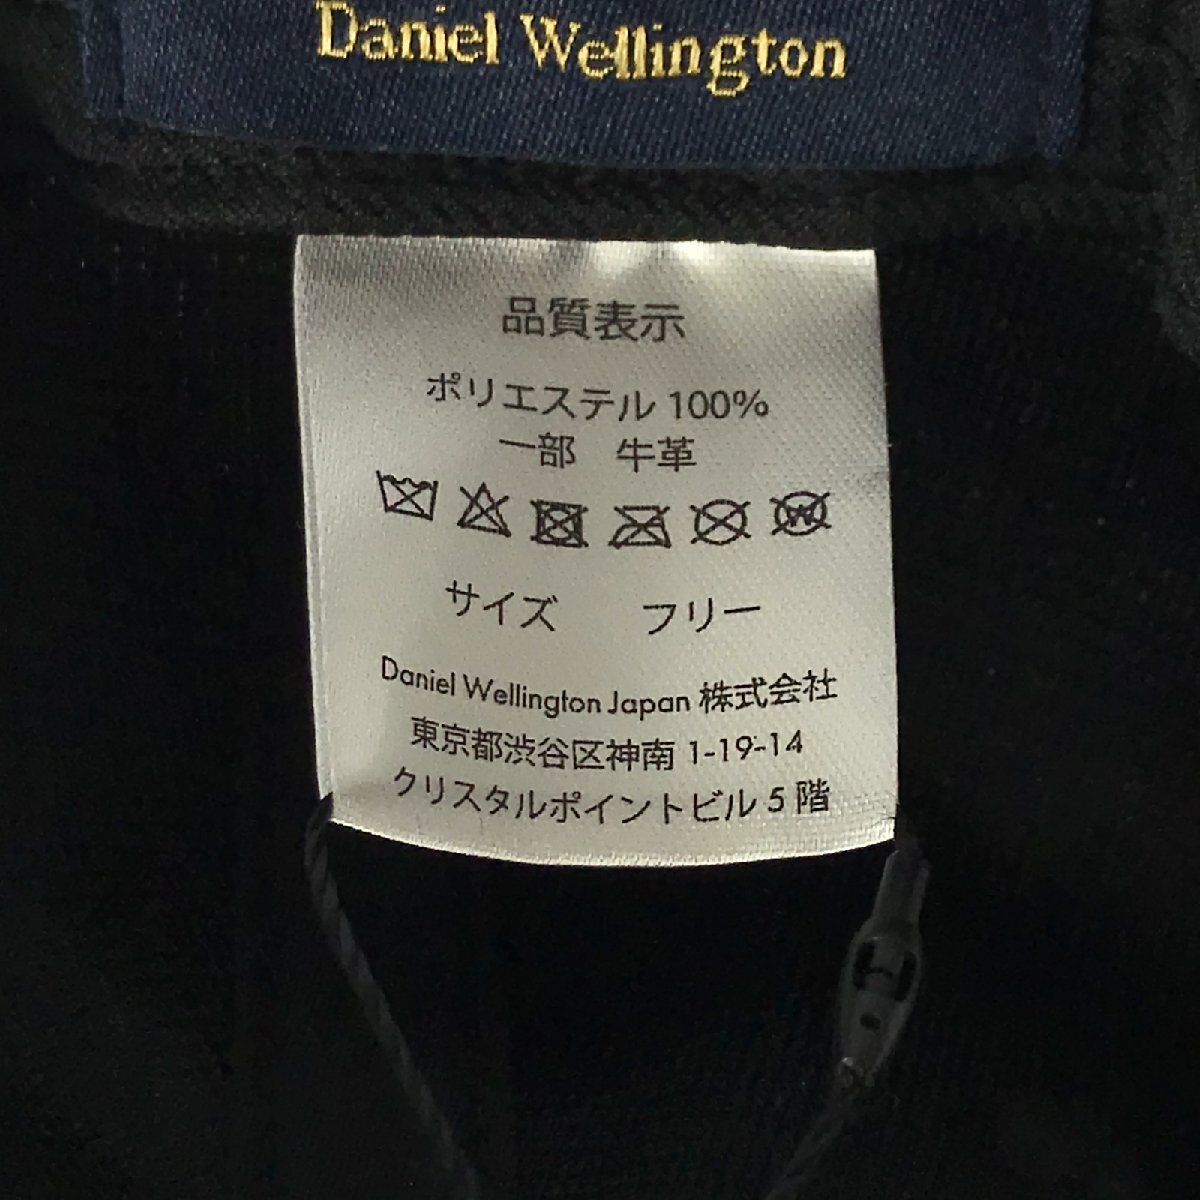 Daniel Wellington
品質表示
ポリエステル 100%
一部 牛革
サイズ フリー
Daniel Wellington Japan 株式会社
東京都渋谷区神南 1-19-14
クリスタルポイントビル 5 階